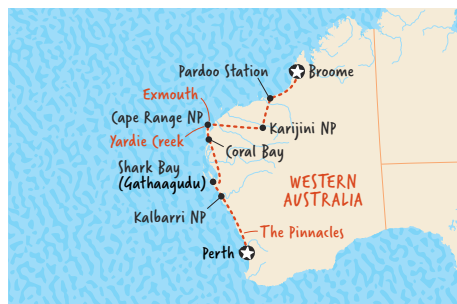 Pardoo Station
Broome
Exmouth
Cape Range NP
Yardie Creek
Karijini NP
Coral Bay
Shark Bay
(Gathaagudu)
WESTERN
AUSTRALIA
Kalbarri NP
The Pinnacles
Perth